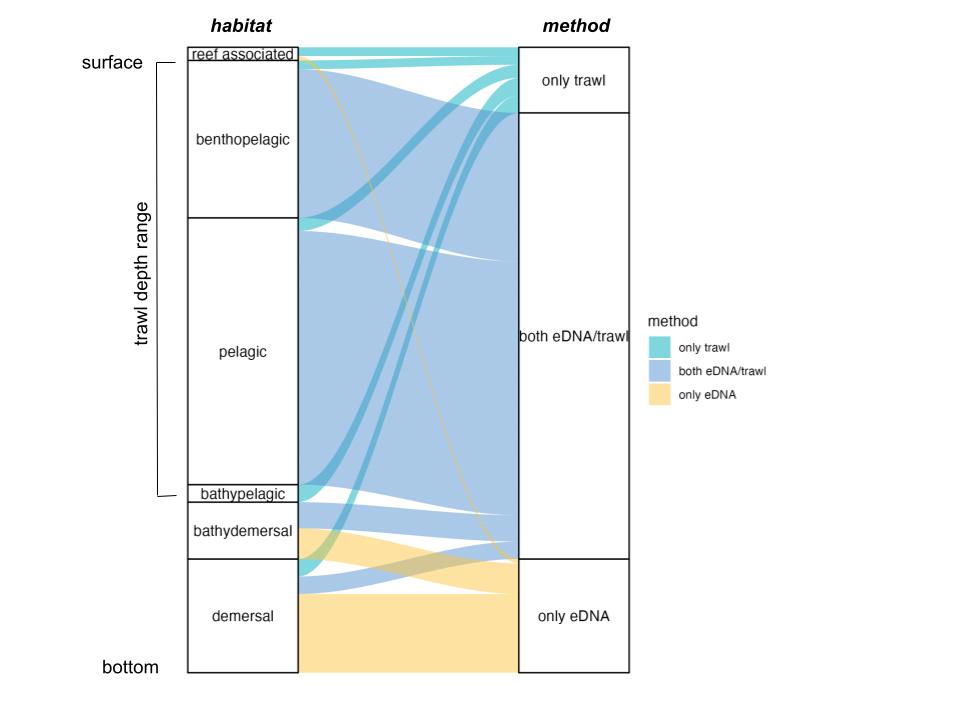 habitat
method
surface
reef associated
only trawl
benthopelagic
trawl depth range
pelagic
both eDNA/trawl
method
only trawl
both eDNA/trawl
only eDNA
bathypelagic
bathydemersal
demersal
only eDNA
bottom